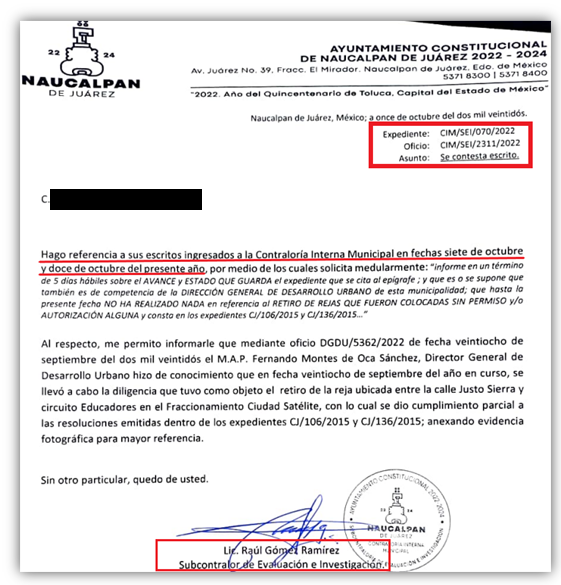 22 24
NAUCALPAN
DE JUÁREZ
AYUNTAMIENTO CONSTITUCIONAL
DE NAUCALPAN DE JUÁREZ 2022 - 2024
Av. Juárez No. 39, Fracc. El Mirador. Naucalpan de Juárez, Edo. de México
5371 8300 | 5371 8400
"2022. Año del Quincentenario de Toluca, Capital del Estado de México"
Naucalpan de Juárez, México; a once de octubre del dos mil veintidós.
Expediente: CIM/SEI/070/2022
Oficio: CIM/SEI/2311/2022
Asunto: Se contesta escrito.
C.
Hago referencia a sus escritos ingresados a la Contraloría Interna Municipal en fechas siete de octubre
y doce de octubre del presente año, por medio de los cuales solicita medularmente: "informe en un término
de 5 días hábiles sobre el AVANCE y ESTADO QUE GUARDA el expediente que se cita al epígrafe ; y que es o se supone que
también es de competencia de la DIRECCIÓN GENERAL DE DESARROLLO URBANO de esta municipalidad; que hasta la
presente fecha NO HA REALIZADO NADA en referencia al RETIRO DE REJAS QUE FUERON COLOCADAS SIN PERMISO y/o
AUTORIZACIÓN ALGUNA y consta en los expedientes CJ/106/2015 y CJ/136/2015..."
Al respecto, me permito informarle que mediante oficio DGDU/5362/2022 de fecha veintiocho de
septiembre del dos mil veintidós el M.A.P. Fernando Montes de Oca Sánchez, Director General de
Desarrollo Urbano hizo de conocimiento que en fecha veintiocho de septiembre del año en curso, se
llevó a cabo la diligencia que tuvo como objeto el retiro de la reja ubicada entre la calle Justo Sierra y
circuito Educadores en el Fraccionamiento Ciudad Satélite, con lo cual se dio cumplimiento parcial a
las resoluciones emitidas dentro de los expedientes CJ/106/2015 y CJ/136/2015; anexando evidencia
fotográfica para mayor referencia.
Sin otro particular, quedo de usted.
AYUNTAMIENTO CONSTITUCIONAL 2022-2024
NAUCALPAN
DE JUÁREZ
CONTRALORÍA INTERNA
MUNICIPAL
SUBCONTRALOR DE EVALUACIÓN E INVESTIGACIÓN
Lic. Raúl Gómez Ramírez
Subcontralor de Evaluación e Investigación